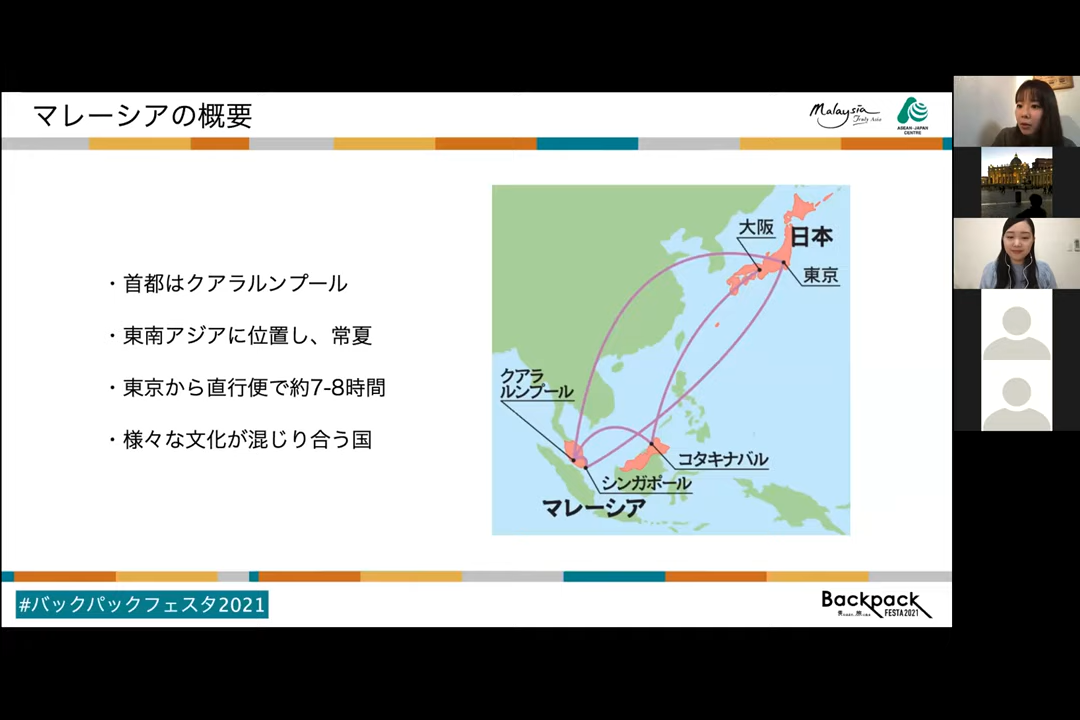 マレーシアの概要
Malaysia
Truly Asia
ASEAN-JAPAN
CENTRE
・首都はクアラルンプール
・東南アジアに位置し、常夏
・東京から直行便で約7-8時間
・様々な文化が混じり合う国
大阪
日本
東京
クアラ
ルンプール
コタキナバル
シンガポール
マレーシア
#バックパックフェスタ2021
Backpack
FESTA2021